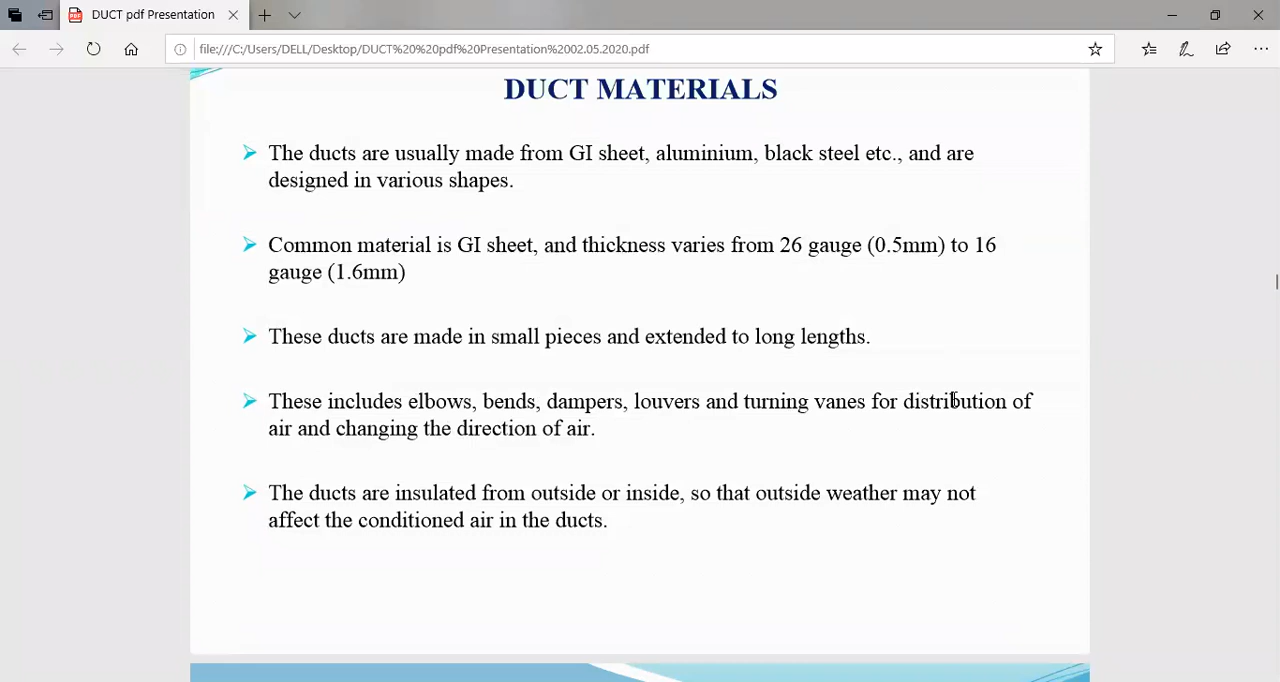 DUCT pdf Presentation
file:///C:/Users/DELL/Desktop/DUCT%20%20pdf%20Presentation%2002.05.2020.pdf
DUCT MATERIALS
The ducts are usually made from GI sheet, aluminium, black steel etc., and are
designed in various shapes.
Common material is GI sheet, and thickness varies from 26 gauge (0.5mm) to 16
gauge (1.6mm)
These ducts are made in small pieces and extended to long lengths.
These includes elbows, bends, dampers, louvers and turning vanes for distribution of
air and changing the direction of air.
The ducts are insulated from outside or inside, so that outside weather may not
affect the conditioned air in the ducts.